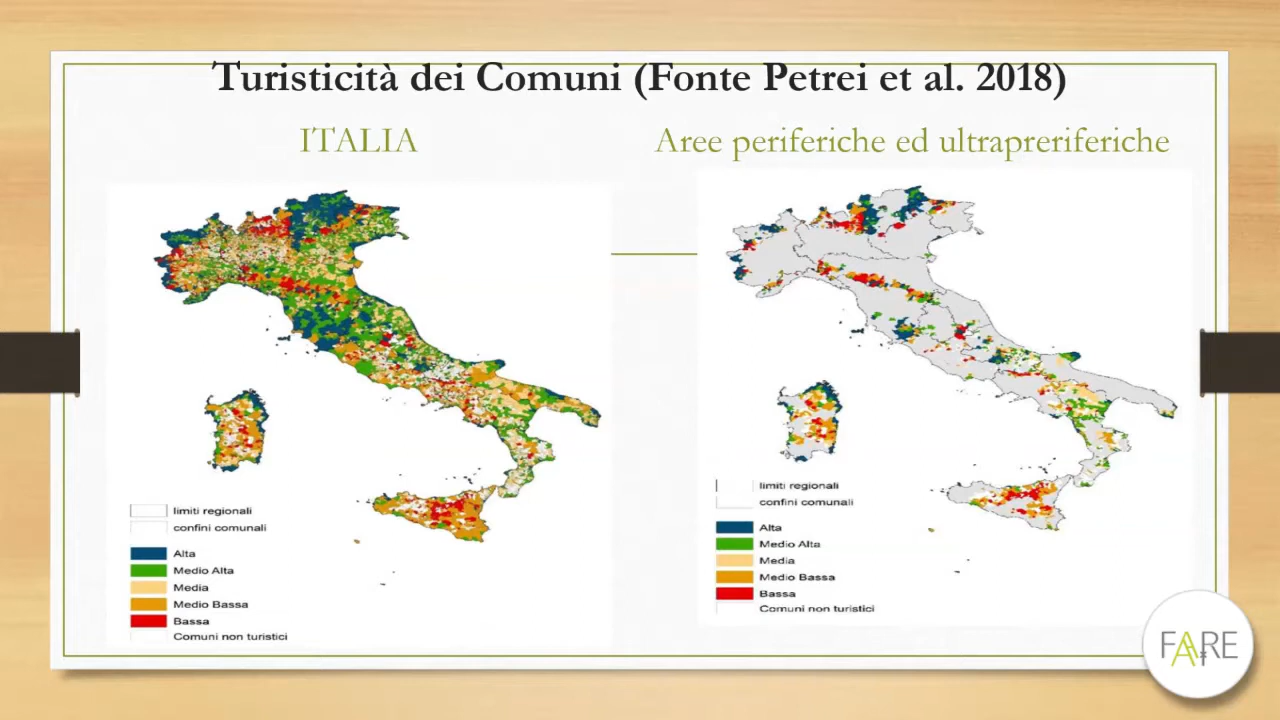 Turisticità dei Comuni (Fonte Petrei et al. 2018)
ITALIA
Aree periferiche ed ultrapreriferiche
limiti regionali
confini comunali
Alta
Medio Alta
Media
Medio Bassa
Bassa
Comuni non turistici
limiti regionali
confini comunali
Alta
Medio Alta
Media
Medio Bassa
Bassa
Comuni non turistici
FARE